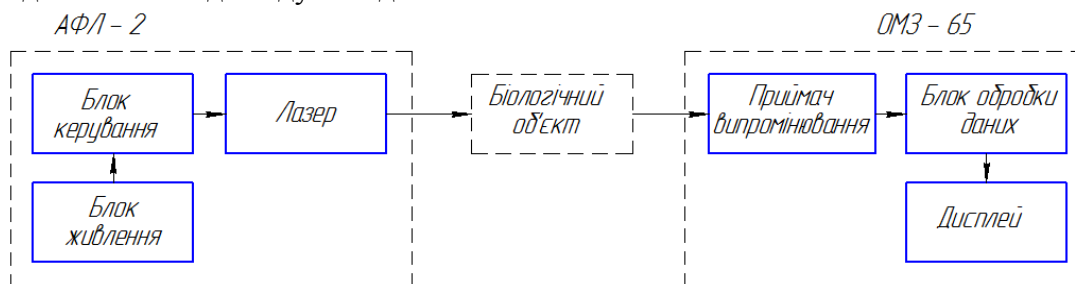 АФЛ - 2
ОМЗ - 65
Блок
керування
Лазер
Біологічний
об'єкт
Приймач
випромінювання
Блок обробки
даних
Блок
живлення
Дисплей